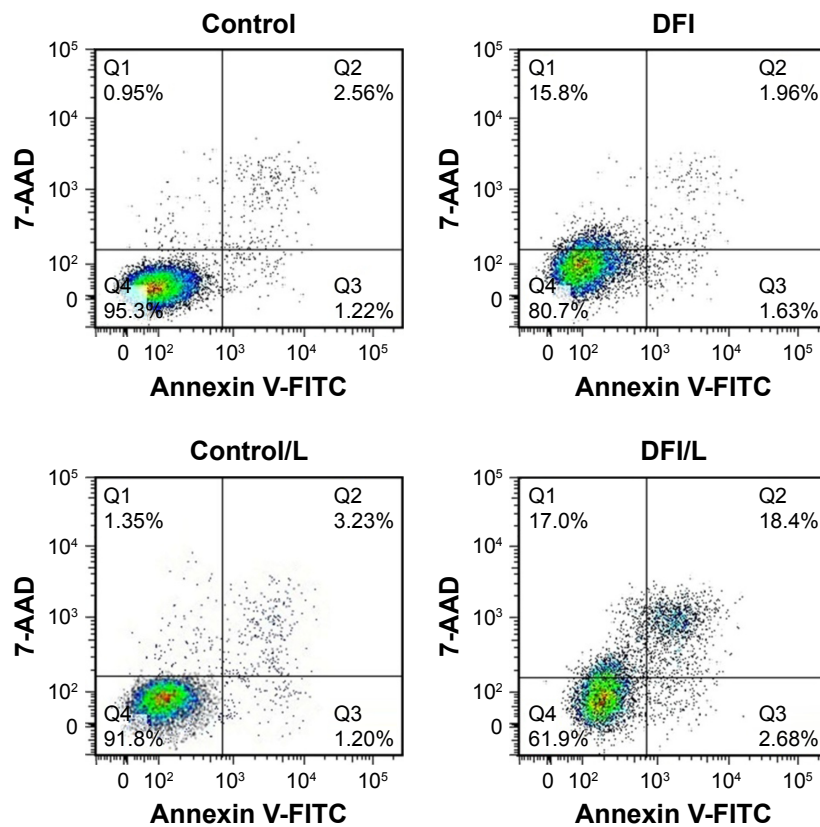 Control
10⁵
10⁴
10³
10²
0
7-AAD
Q1
0.95%
Q2
2.56%
Q4
95.3%
Q3
1.22%
0 10² 10³ 10⁴ 10⁵
Annexin V-FITC
DFI
10⁵
10⁴
10³
10²
0
7-AAD
Q1
15.8%
Q2
1.96%
Q4
80.7%
Q3
1.63%
0 10² 10³ 10⁴ 10⁵
Annexin V-FITC
Control/L
10⁵
10⁴
10³
10²
0
7-AAD
Q1
1.35%
Q2
3.23%
Q4
91.8%
Q3
1.20%
0 10² 10³ 10⁴ 10⁵
Annexin V-FITC
DFI/L
10⁵
10⁴
10³
10²
0
7-AAD
Q1
17.0%
Q2
18.4%
Q4
61.9%
Q3
2.68%
0 10² 10³ 10⁴ 10⁵
Annexin V-FITC